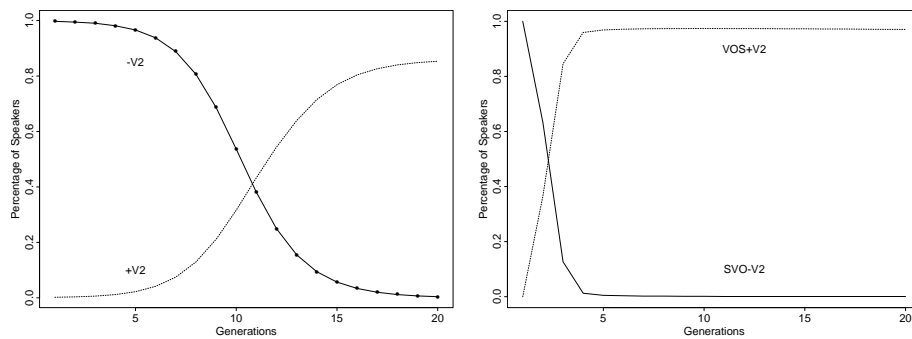 Percentage of Speakers
0.0 0.2 0.4 0.6 0.8 1.0
-V2
+V2
5 10 15 20
Generations
Percentage of Speakers
0.0 0.2 0.4 0.6 0.8 1.0
VOS+V2
SVO-V2
5 10 15 20
Generations